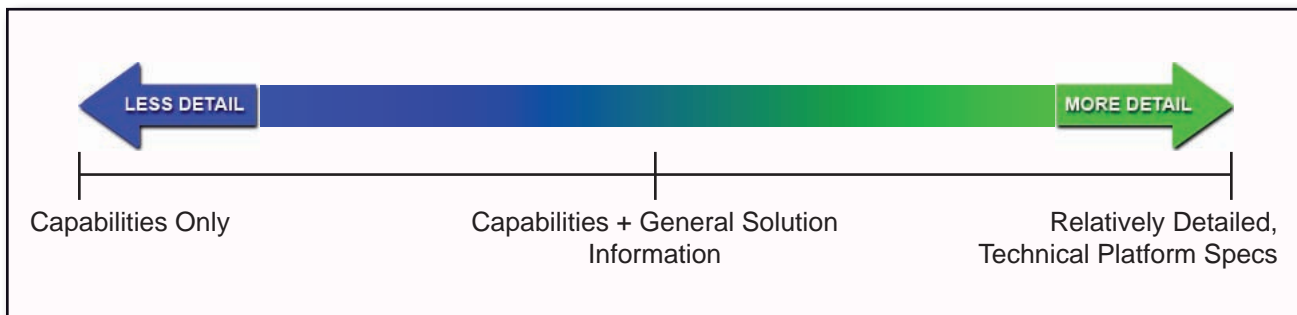 LESS DETAIL
MORE DETAIL
Capabilities Only
Capabilities + General Solution
Information
Relatively Detailed,
Technical Platform Specs